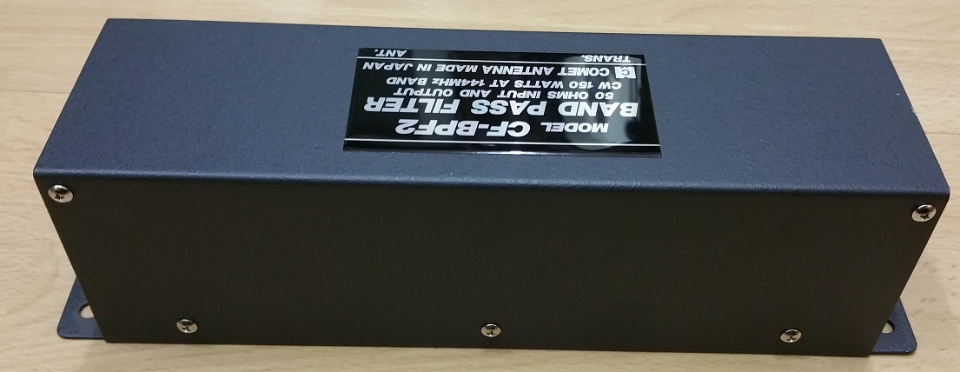 MODEL CF-BPF2
BAND PASS FILTER
50 OHMS INPUT AND OUTPUT
CW 150 WATTS AT 144MHz BAND
COMET ANTENNA MADE IN JAPAN
TRANS. ANT.